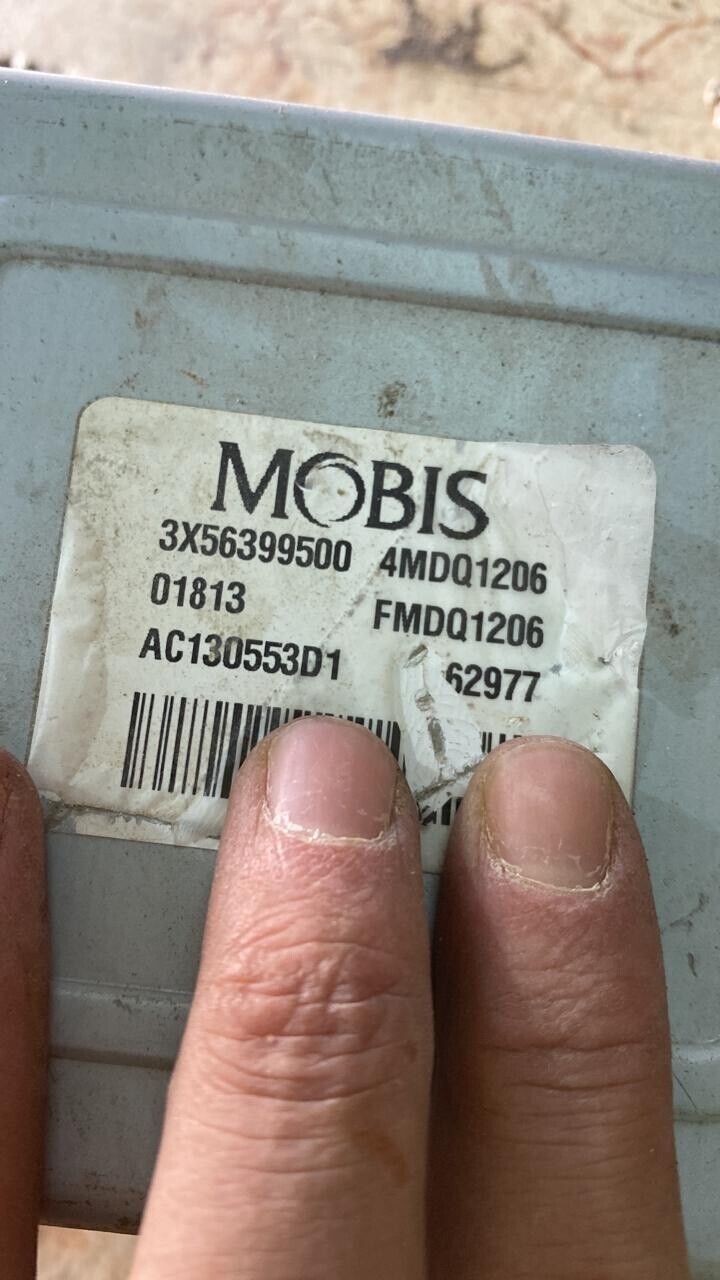 MOBIS
3X56399500 4MDQ1206
01813 FMDQ1206
AC130553D1 62977